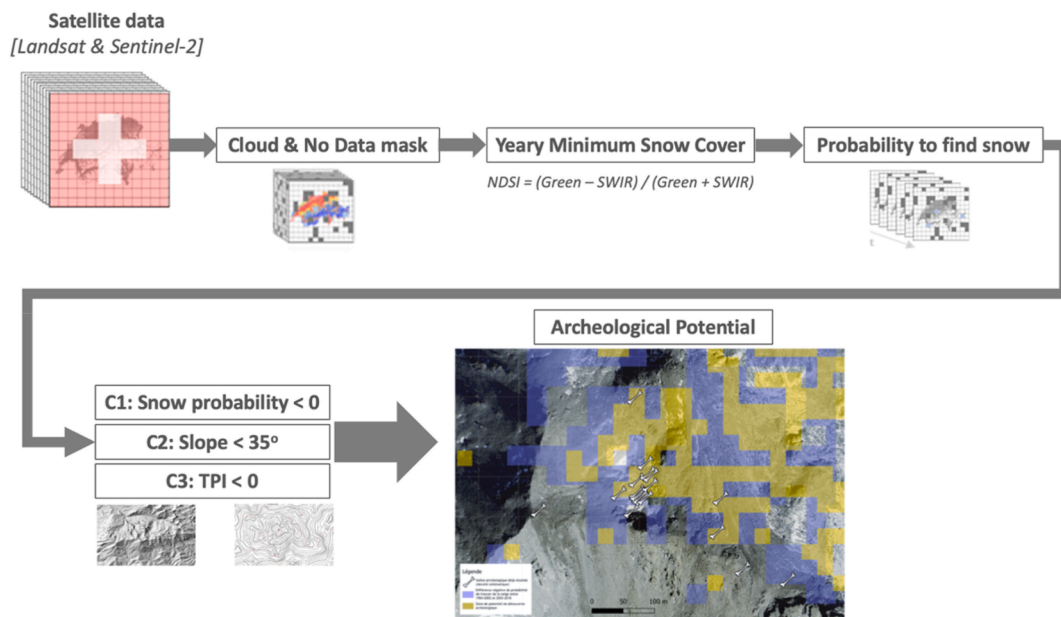 Satellite data
[Landsat & Sentinel-2]
Cloud & No Data mask
Yeary Minimum Snow Cover
Probability to find snow
NDSI = (Green – SWIR) / (Green + SWIR)
t
Archeological Potential
C1: Snow probability < 0
C2: Slope < 35º
C3: TPI < 0
Légende
0 50 100 m